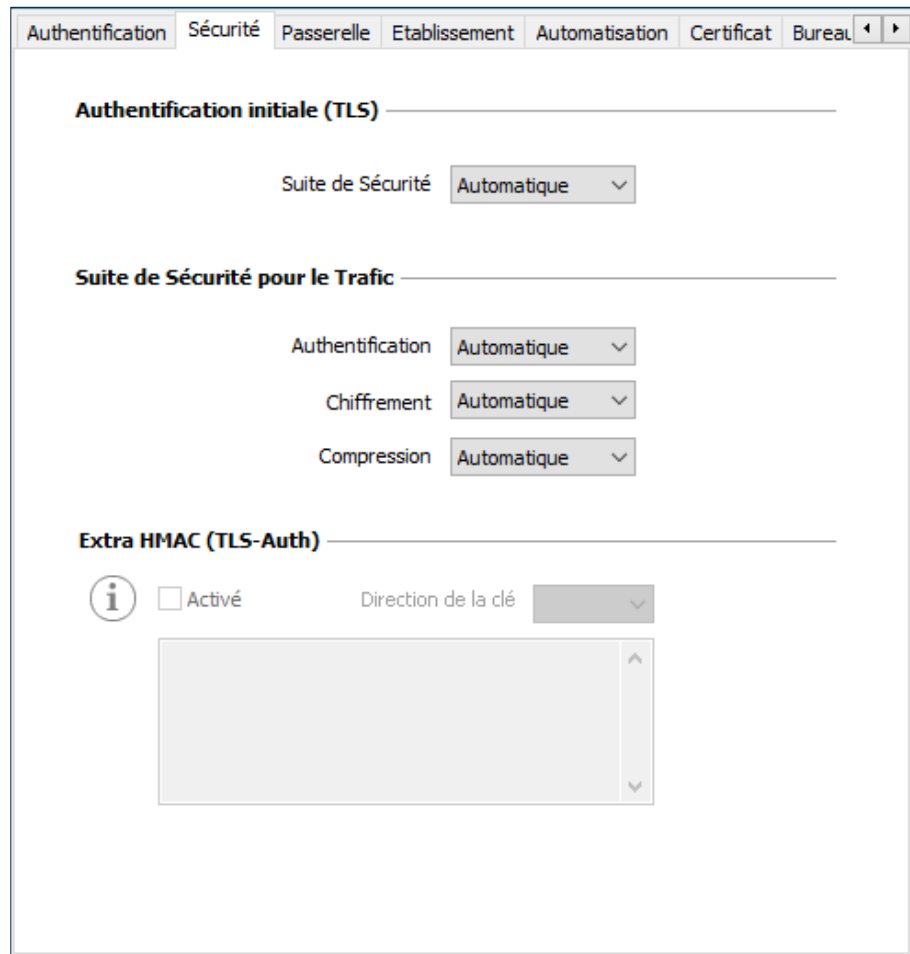 Authentification Sécurité Passerelle Etablissement Automatisation Certificat Bureau
Authentification initiale (TLS)
Suite de Sécurité Automatique
Suite de Sécurité pour le Trafic
Authentification Automatique
Chiffrement Automatique
Compression Automatique
Extra HMAC (TLS-Auth)
Activé Direction de la clé